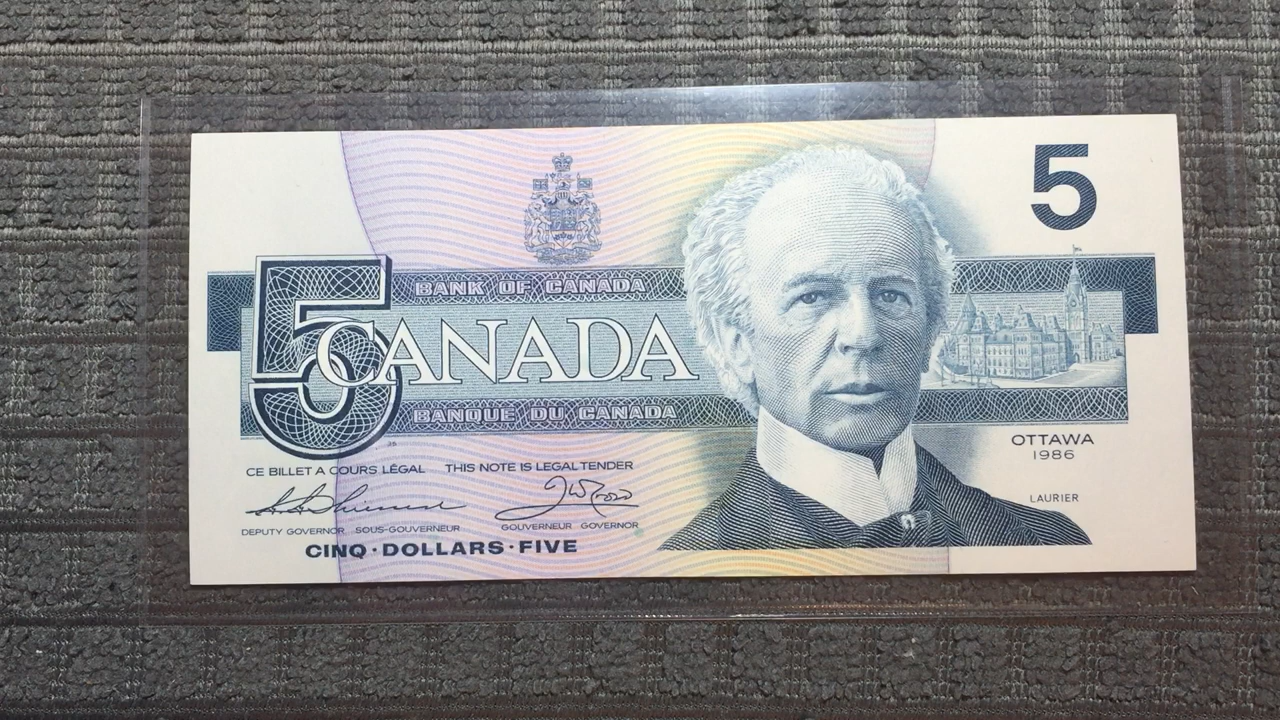 5
BANK OF CANADA
5 CANADA
BANQUE DU CANADA
OTTAWA
1986
CE BILLET A COURS LÉGAL THIS NOTE IS LEGAL TENDER
LAURIER
DEPUTY GOVERNOR SOUS-GOUVERNEUR GOUVERNEUR GOVERNOR
CINQ·DOLLARS·FIVE